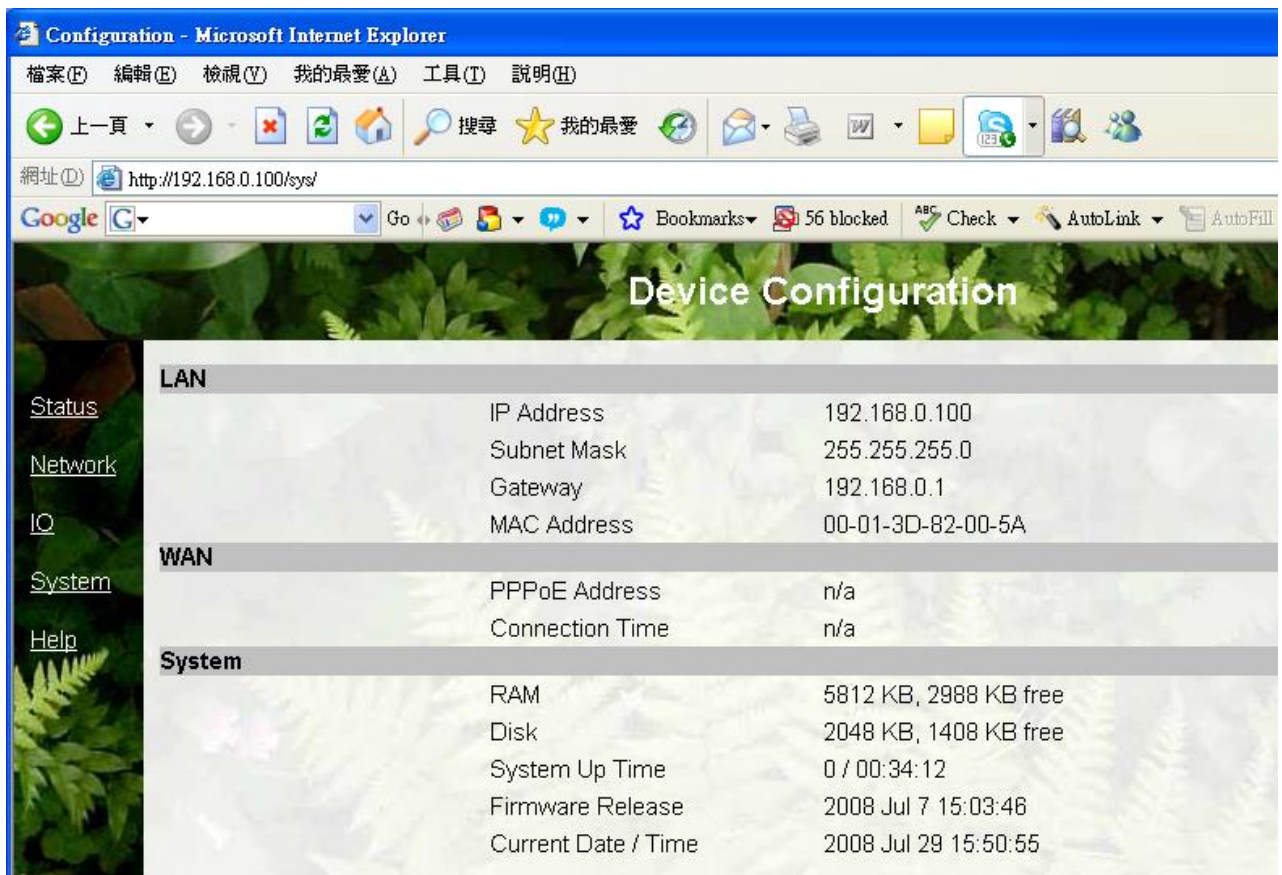 Configuration - Microsoft Internet Explorer
檔案(F) 編輯(E) 檢視(V) 我的最愛(A) 工具(T) 說明(H)
上一頁 搜尋 我的最愛
網址(D) http://192.168.0.100/sys/
Google Go Bookmarks 56 blocked Check AutoLink AutoFill
Device Configuration
Status
Network
IO
System
Help
LAN
IP Address 192.168.0.100
Subnet Mask 255.255.255.0
Gateway 192.168.0.1
MAC Address 00-01-3D-82-00-5A
WAN
PPPoE Address n/a
Connection Time n/a
System
RAM 5812 KB, 2988 KB free
Disk 2048 KB, 1408 KB free
System Up Time 0 / 00:34:12
Firmware Release 2008 Jul 7 15:03:46
Current Date / Time 2008 Jul 29 15:50:55